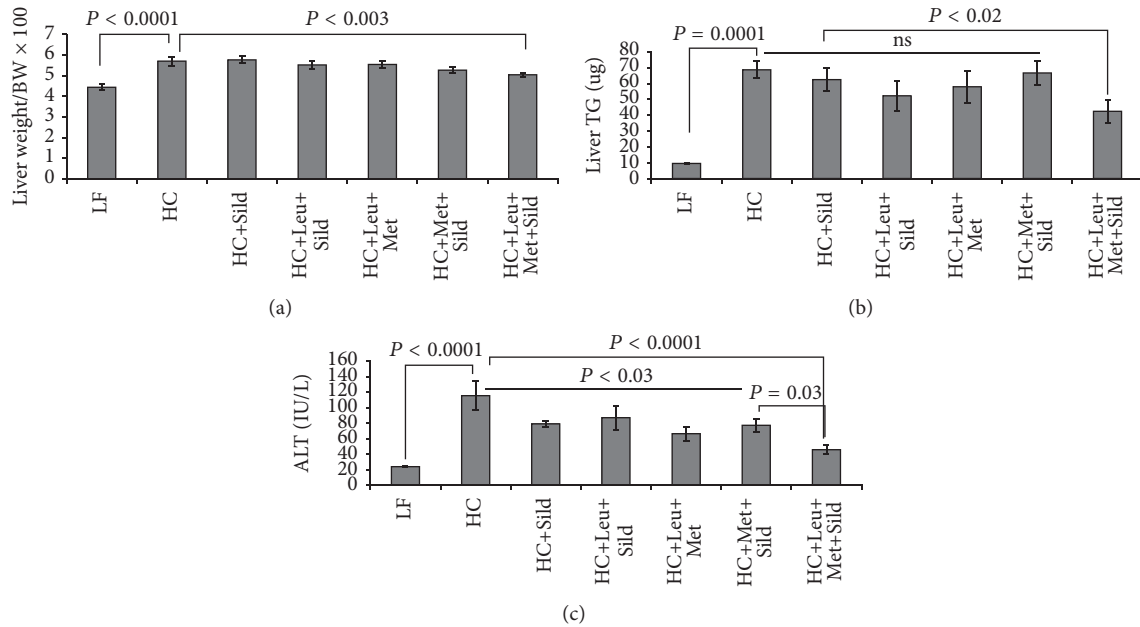 P < 0.0001
P < 0.003
Liver weight/BW × 100
7
6
5
4
3
2
1
0
LF
HC
HC+Sild
HC+Leu+
Sild
HC+Leu+
Met
HC+Met+
Sild
HC+Leu+
Met+Sild
(a)
P < 0.02
P = 0.0001
ns
Liver TG (ug)
80
70
60
50
40
30
20
10
0
LF
HC
HC+Sild
HC+Leu+
Sild
HC+Leu+
Met
HC+Met+
Sild
HC+Leu+
Met+Sild
(b)
P < 0.0001
P < 0.0001
P < 0.03
P = 0.03
ALT (IU/L)
160
140
120
100
80
60
40
20
0
LF
HC
HC+Sild
HC+Leu+
Sild
HC+Leu+
Met
HC+Met+
Sild
HC+Leu+
Met+Sild
(c)